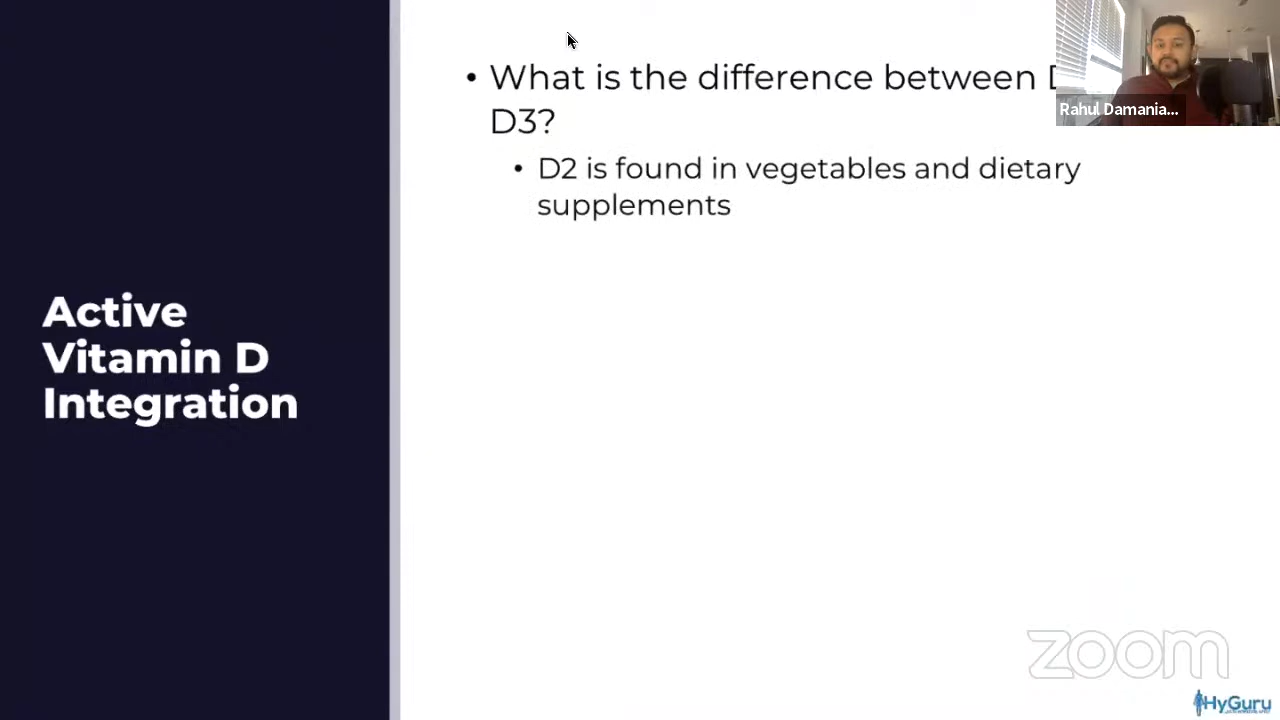 • What is the difference between
D3?
• D2 is found in vegetables and dietary
supplements
Rahul Damania...
Active
Vitamin D
Integration
zoom
HyGuru